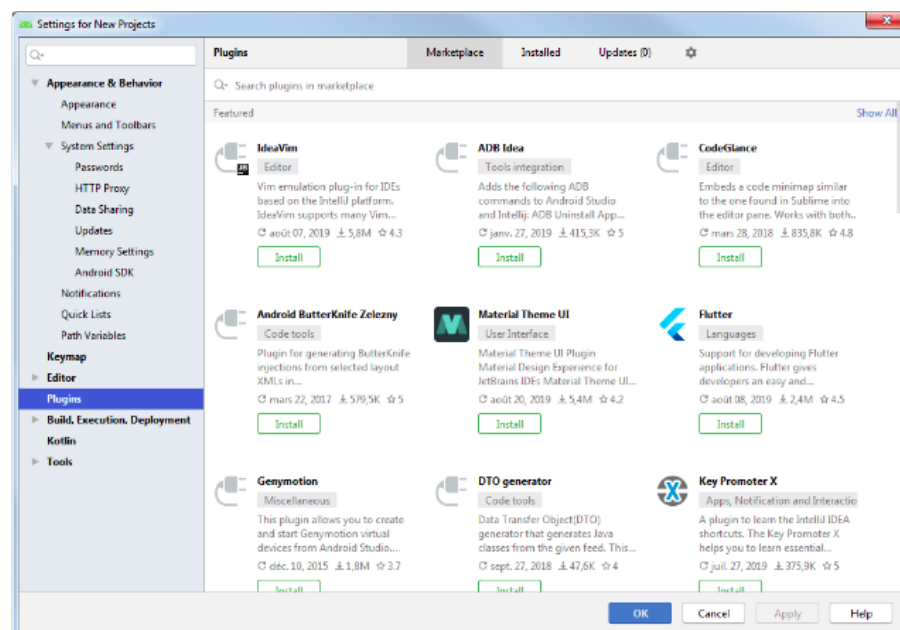 Settings for New Projects
Plugins
Marketplace
Installed
Updates (0)
Appearance & Behavior
Appearance
Menus and Toolbars
System Settings
Passwords
HTTP Proxy
Data Sharing
Updates
Memory Settings
Android SDK
Notifications
Quick Lists
Path Variables
Keymap
Editor
Plugins
Build, Execution, Deployment
Kotlin
Tools
Search plugins in marketplace
Featured
Show All
IdeaVim
Editor
Vim emulation plug-in for IDEs
based on the IntelliJ platform.
IdeaVim supports many Vim...
août 07, 2019 5,8M 4.3
Install
ADB Idea
Tools integration
Adds the following ADB
commands to Android Studio
and Intellij: ADB Uninstall App...
janv. 27, 2019 415,3K 5
Install
CodeGlance
Editor
Embeds a code minimap similar
to the one found in Sublime into
the editor pane. Works with both..
mars 28, 2018 835,8K 4.8
Install
Android ButterKnife Zelezny
Code tools
Plugin for generating ButterKnife
injections from selected layout
XMLs in...
mars 22, 2017 579,5K 5
Install
Material Theme UI
User Interface
Material Theme UI Plugin
Material Design Experience for
JetBrains IDEs Material Theme UI...
août 20, 2019 5,4M 4.2
Install
Flutter
Languages
Support for developing Flutter
applications. Flutter gives
developers an easy and...
août 08, 2019 2,4M 4.5
Install
Genymotion
Miscellaneous
This plugin allows you to create
and start Genymotion virtual
devices from Android Studio....
déc. 10, 2015 1,8M 3.7
Install
DTO generator
Code tools
Data Transfer Object(DTO)
generator that generates Java
classes from the given feed. This...
sept. 27, 2018 47,6K 4
Install
Key Promoter X
Apps, Notification and Interactio
A plugin to learn the IntelliJ IDEA
shortcuts. The Key Promoter X
helps you to learn essential...
juil. 27, 2019 375,9K 5
Install
OK
Cancel
Apply
Help